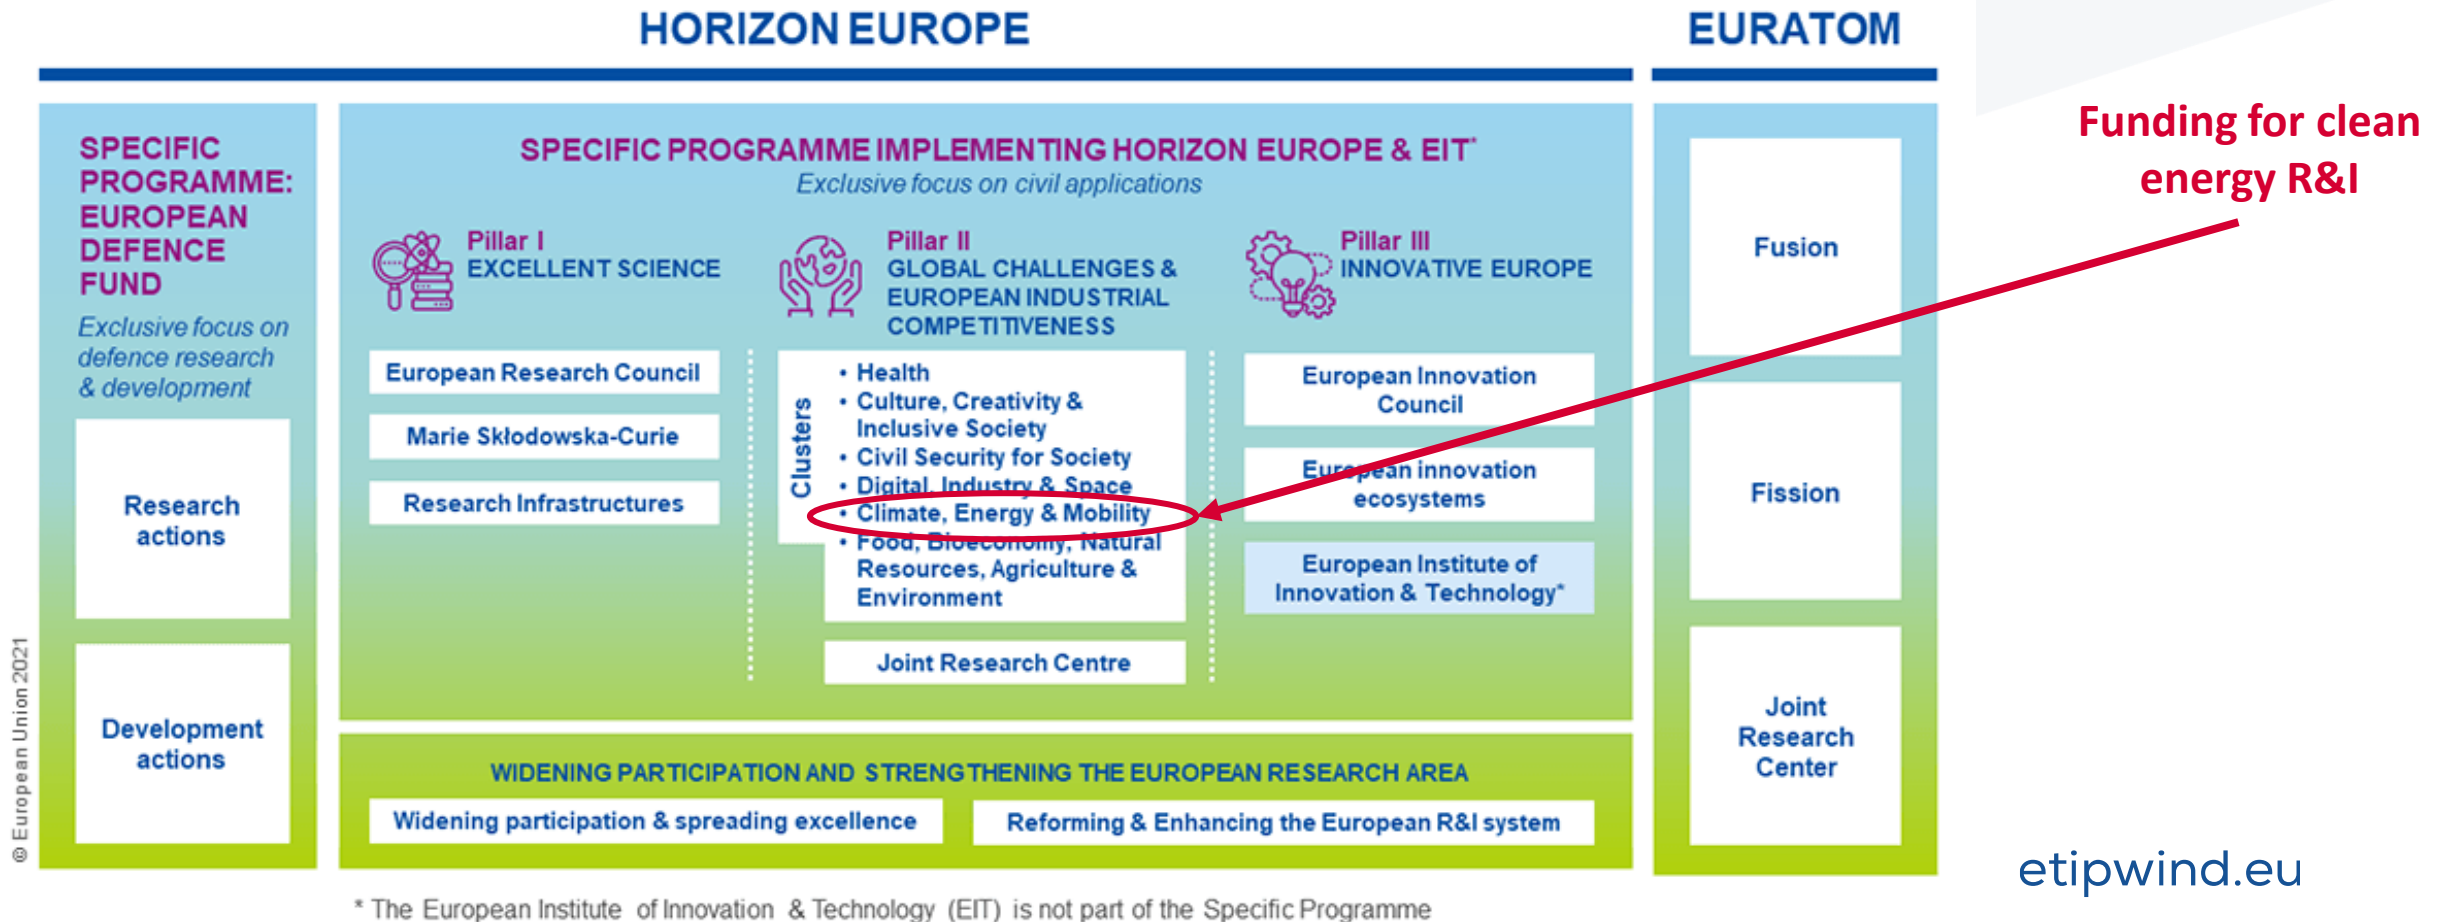 HORIZON EUROPE
EURATOM
SPECIFIC
PROGRAMME:
EUROPEAN
DEFENCE
FUND
Exclusive focus on
defence research
& development
Research
actions
Development
actions
SPECIFIC PROGRAMME IMPLEMENTING HORIZON EUROPE & EIT*
Exclusive focus on civil applications
Pillar I
EXCELLENT SCIENCE
European Research Council
Marie Skłodowska-Curie
Research Infrastructures
Pillar II
GLOBAL CHALLENGES &
EUROPEAN INDUSTRIAL
COMPETITIVENESS
Clusters
• Health
• Culture, Creativity &
Inclusive Society
• Civil Security for Society
• Digital, Industry & Space
• Climate, Energy & Mobility
• Food, Bioeconomy, Natural
Resources, Agriculture &
Environment
Joint Research Centre
Pillar III
INNOVATIVE EUROPE
European Innovation
Council
European innovation
ecosystems
European Institute of
Innovation & Technology*
WIDENING PARTICIPATION AND STRENGTHENING THE EUROPEAN RESEARCH AREA
Widening participation & spreading excellence
Reforming & Enhancing the European R&I system
Fusion
Fission
Joint
Research
Center
Funding for clean
energy R&I
© European Union 2021
etipwind.eu
* The European Institute of Innovation & Technology (EIT) is not part of the Specific Programme